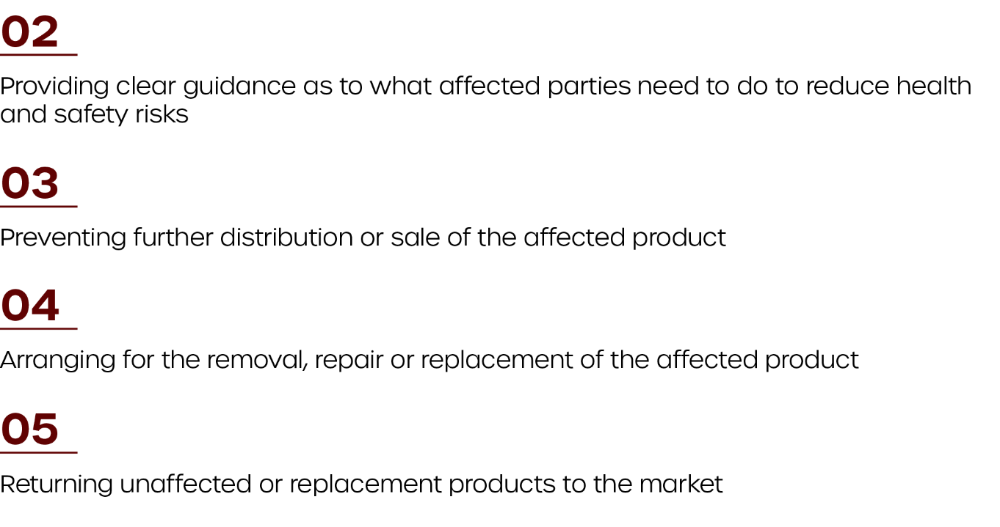 02
Providing clear guidance as to what affected parties need to do to reduce health
and safety risks
03
Preventing further distribution or sale of the affected product
04
Arranging for the removal, repair or replacement of the affected product
05
Returning unaffected or replacement products to the market